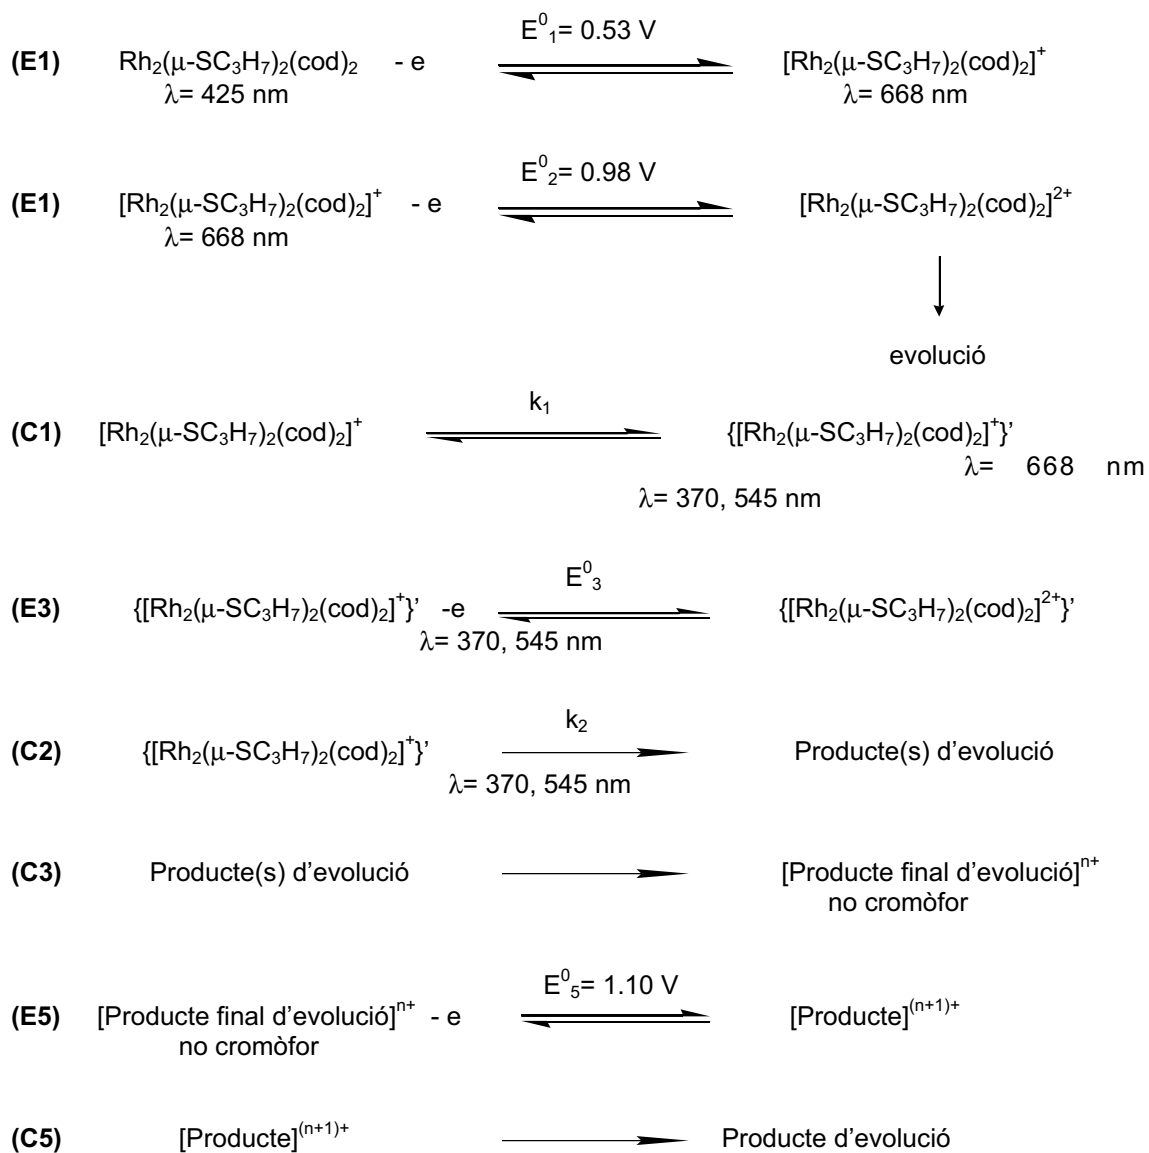 E⁰₁= 0.53 V
(E1) Rh₂(μ-SC₃H₇)₂(cod)₂ - e [Rh₂(μ-SC₃H₇)₂(cod)₂]⁺
λ= 425 nm λ= 668 nm
E⁰₂= 0.98 V
(E1) [Rh₂(μ-SC₃H₇)₂(cod)₂]⁺ - e [Rh₂(μ-SC₃H₇)₂(cod)₂]²⁺
λ= 668 nm
evolució
k₁
(C1) [Rh₂(μ-SC₃H₇)₂(cod)₂]⁺ {[Rh₂(μ-SC₃H₇)₂(cod)₂]⁺}’
λ= 668 nm
λ= 370, 545 nm
E⁰₃
(E3) {[Rh₂(μ-SC₃H₇)₂(cod)₂]⁺}’ -e {[Rh₂(μ-SC₃H₇)₂(cod)₂]²⁺}’
λ= 370, 545 nm
k₂
(C2) {[Rh₂(μ-SC₃H₇)₂(cod)₂]⁺}’ Producte(s) d’evolució
λ= 370, 545 nm
(C3) Producte(s) d’evolució [Producte final d’evolució]ⁿ⁺
no cromòfor
E⁰₅= 1.10 V
(E5) [Producte final d’evolució]ⁿ⁺ - e [Producte]⁽ⁿ⁺¹⁾⁺
no cromòfor
(C5) [Producte]⁽ⁿ⁺¹⁾⁺ Producte d’evolució